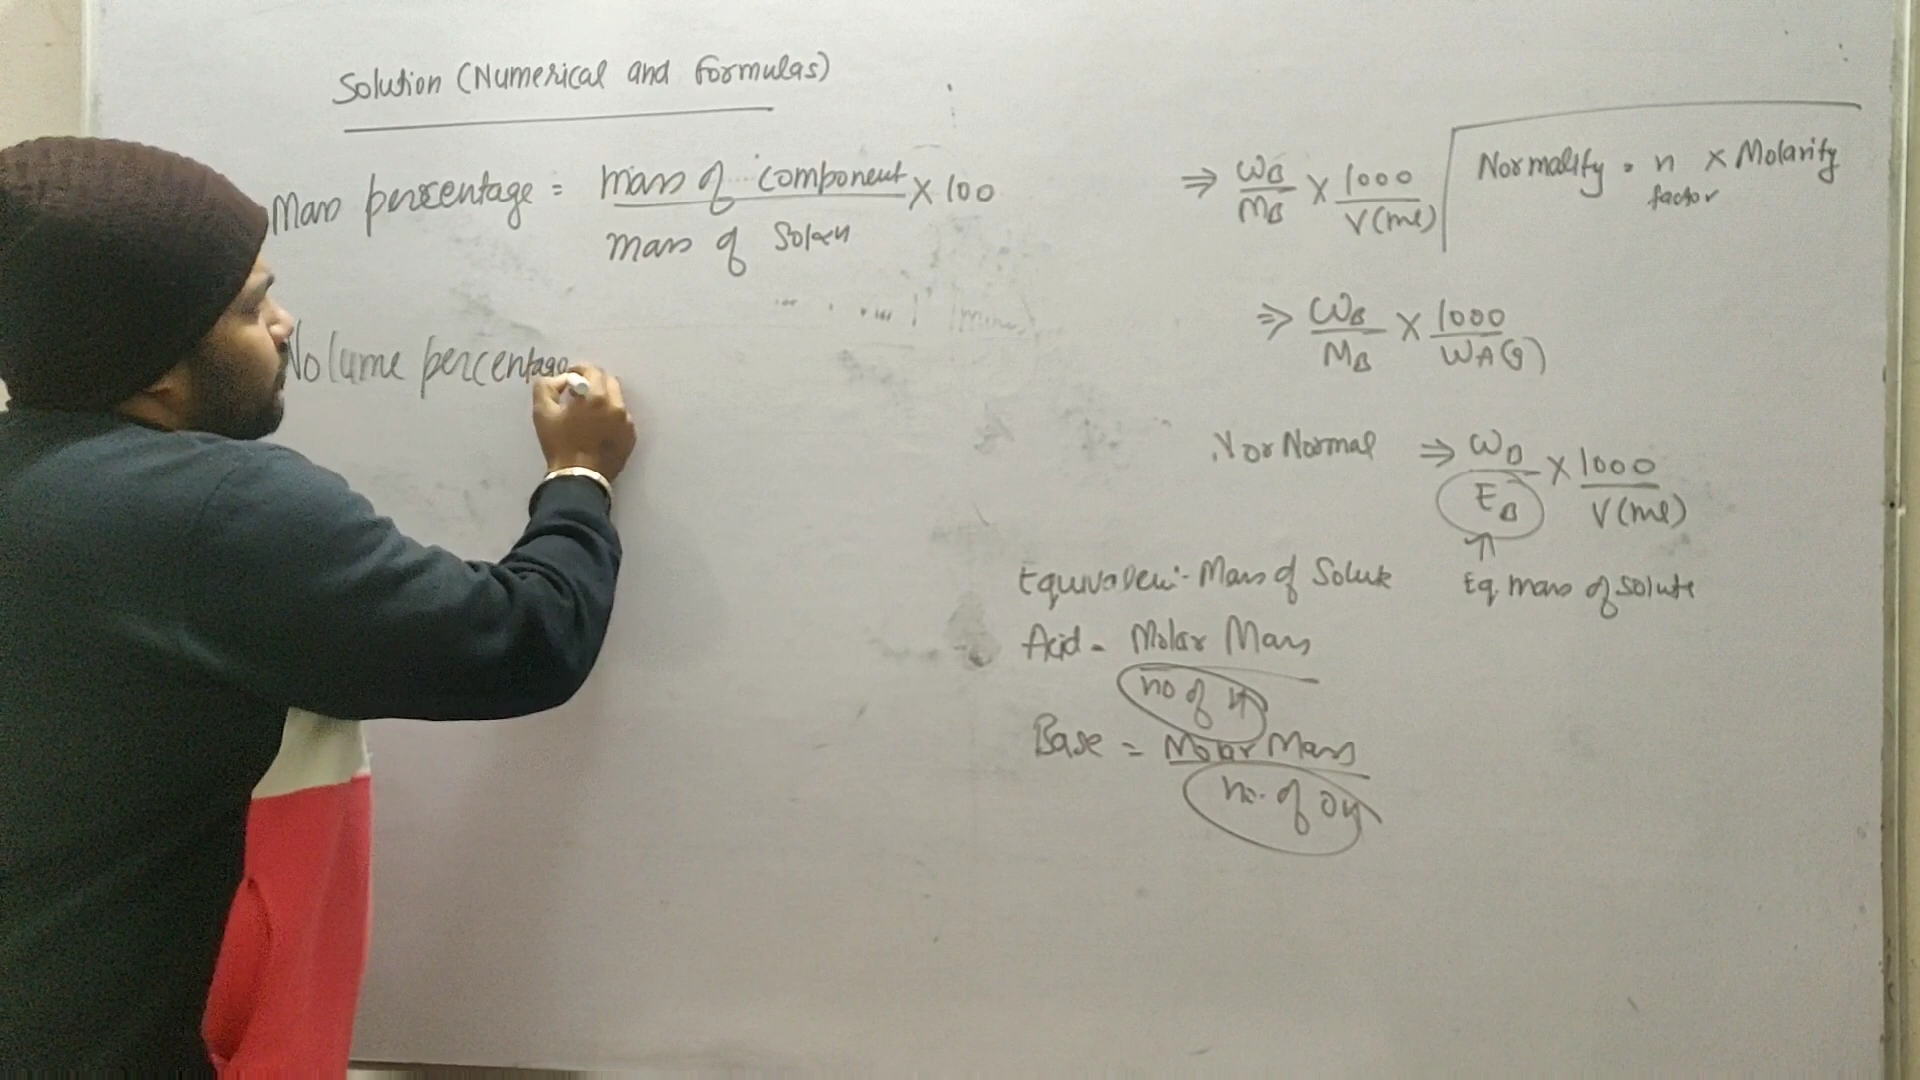 Solution (Numerical and formulas)
Mass percentage = mass of component / mass of Solen × 100
Volume percentage
⇒ WB / MB × 1000 / V(ml)
Normality = n factor × Molarity
⇒ WB / MB × 1000 / WA(g)
N or Normal ⇒ WB / EB × 1000 / V(ml)
Eq. mass of solute
Equivalent Mass of Solute
Acid = Molar Mass / no of H
Base = Molar Mass / no. of OH